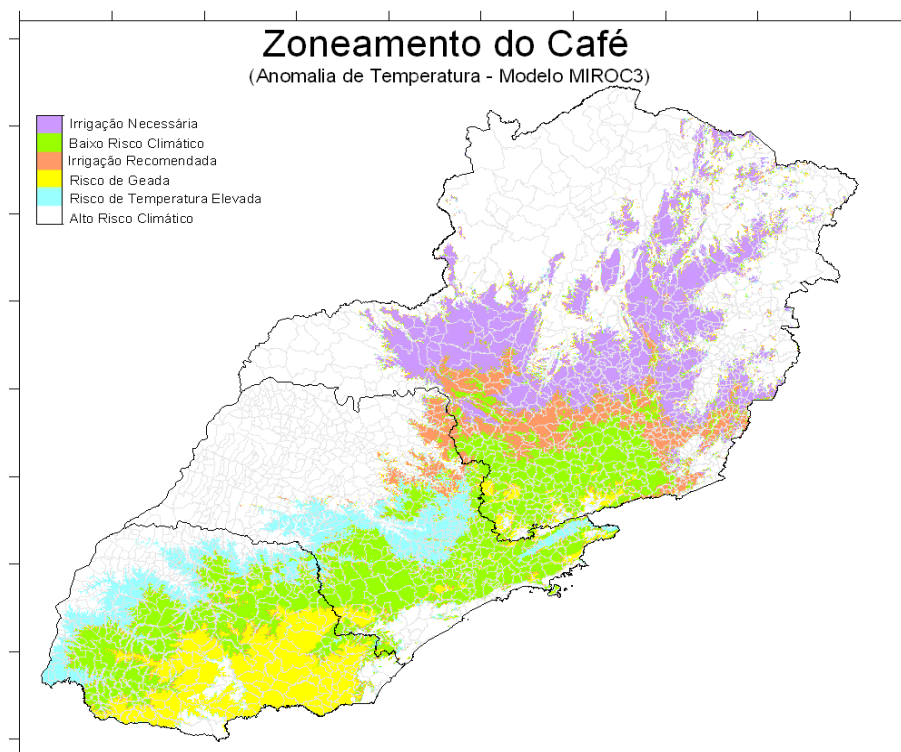 Zoneamento do Café
(Anomalia de Temperatura - Modelo MIROC3)
Irrigação Necessária
Baixo Risco Climático
Irrigação Recomendada
Risco de Geada
Risco de Temperatura Elevada
Alto Risco Climático